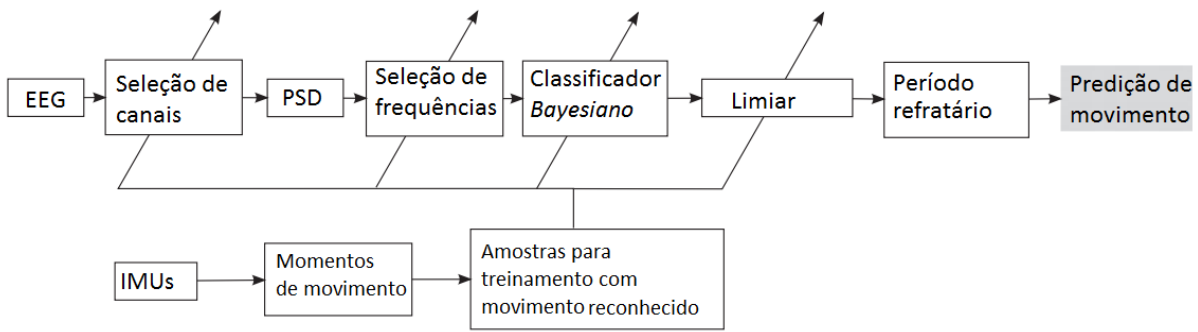 EEG
Seleção de
canais
PSD
Seleção de
frequências
Classificador
Bayesiano
Limiar
Período
refratário
Predição de
movimento
IMUs
Momentos
de movimento
Amostras para
treinamento com
movimento reconhecido